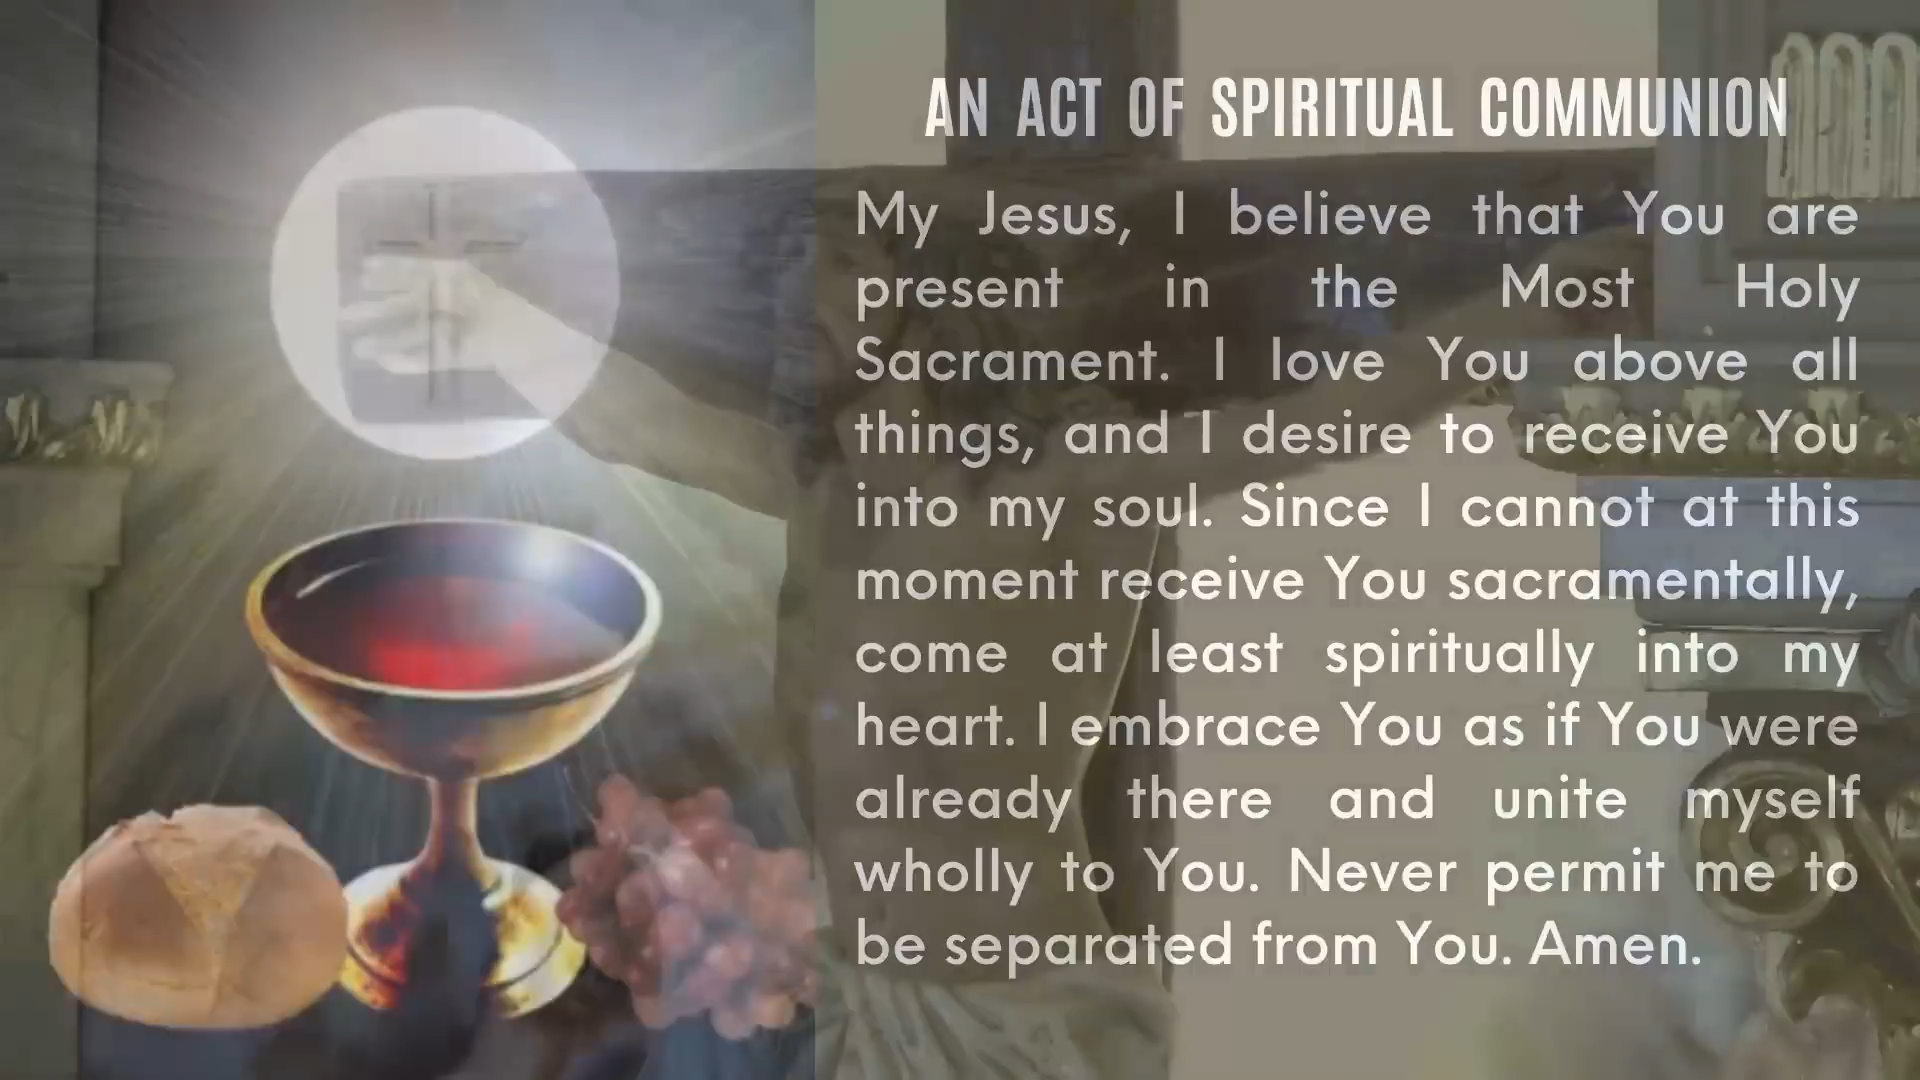 AN ACT OF SPIRITUAL COMMUNION
My Jesus, I believe that You are
present in the Most Holy
Sacrament. I love You above all
things, and I desire to receive You
into my soul. Since I cannot at this
moment receive You sacramentally,
come at least spiritually into my
heart. I embrace You as if You were
already there and unite myself
wholly to You. Never permit me to
be separated from You. Amen.